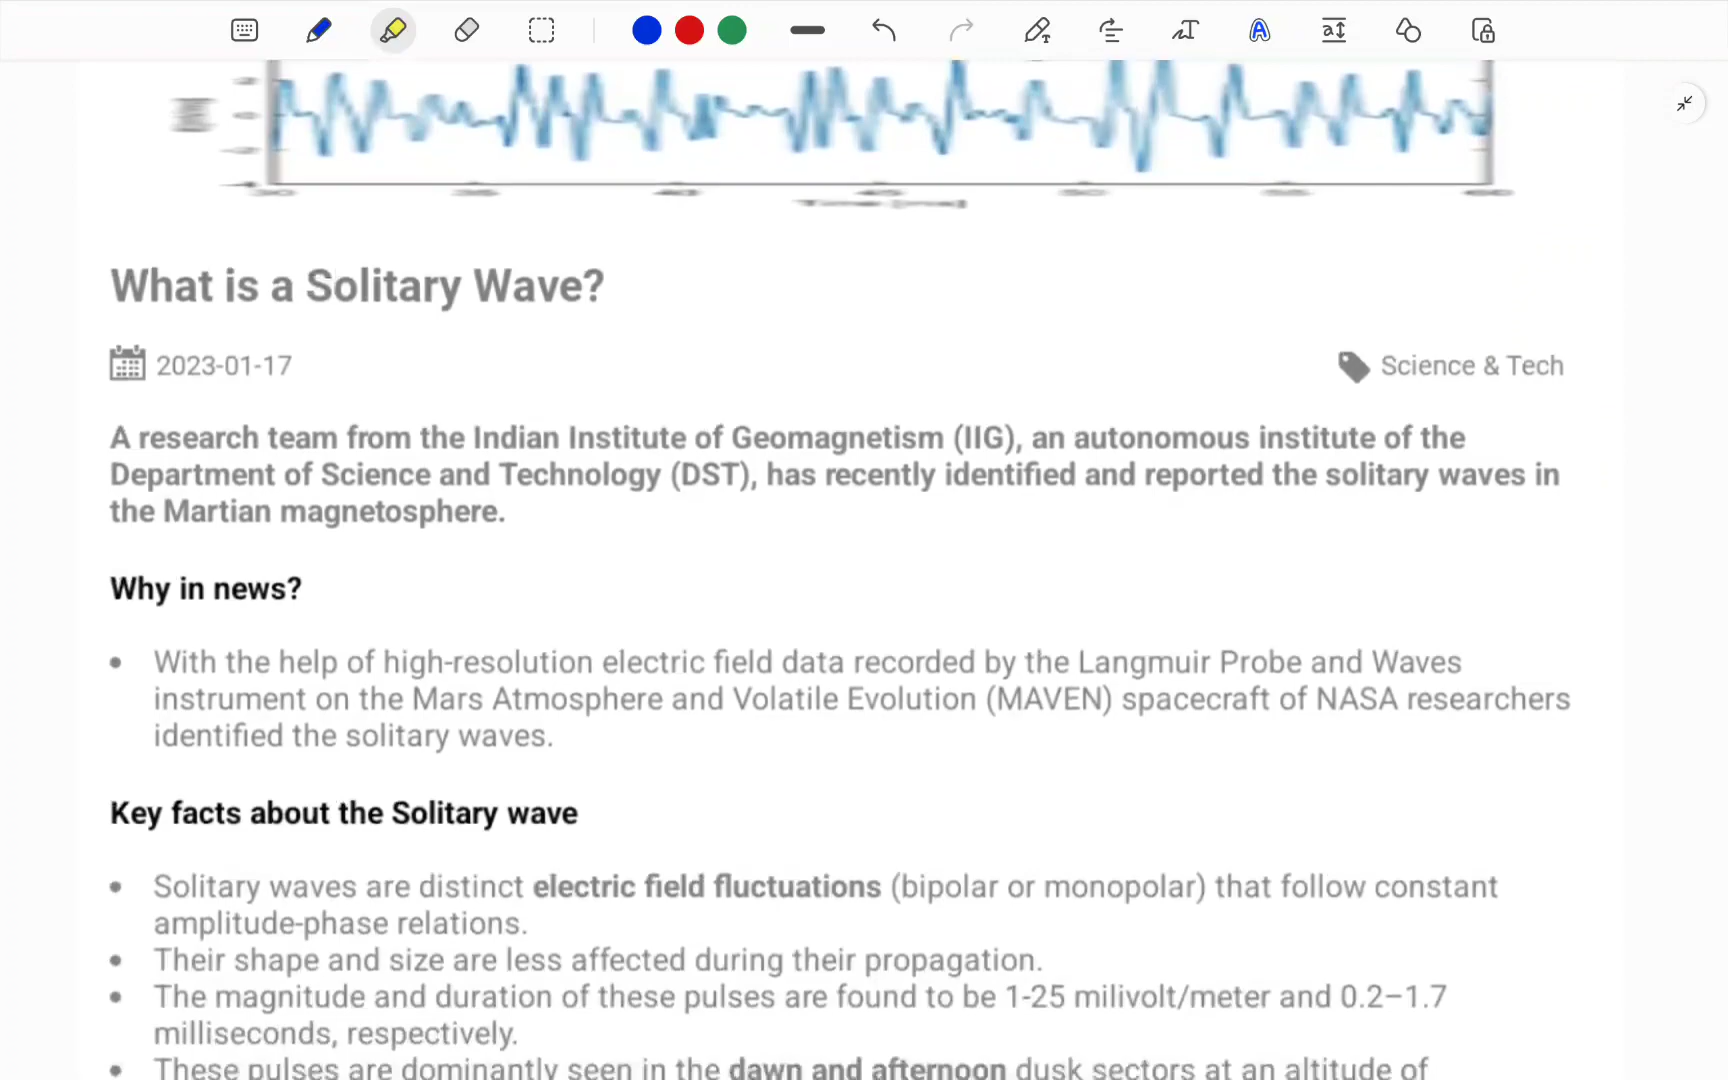 What is a Solitary Wave?
2023-01-17
Science & Tech
A research team from the Indian Institute of Geomagnetism (IIG), an autonomous institute of the
Department of Science and Technology (DST), has recently identified and reported the solitary waves in
the Martian magnetosphere.
Why in news?
• With the help of high-resolution electric field data recorded by the Langmuir Probe and Waves
instrument on the Mars Atmosphere and Volatile Evolution (MAVEN) spacecraft of NASA researchers
identified the solitary waves.
Key facts about the Solitary wave
• Solitary waves are distinct electric field fluctuations (bipolar or monopolar) that follow constant
amplitude-phase relations.
• Their shape and size are less affected during their propagation.
• The magnitude and duration of these pulses are found to be 1-25 milivolt/meter and 0.2–1.7
milliseconds, respectively.
• These pulses are dominantly seen in the dawn and afternoon dusk sectors at an altitude of